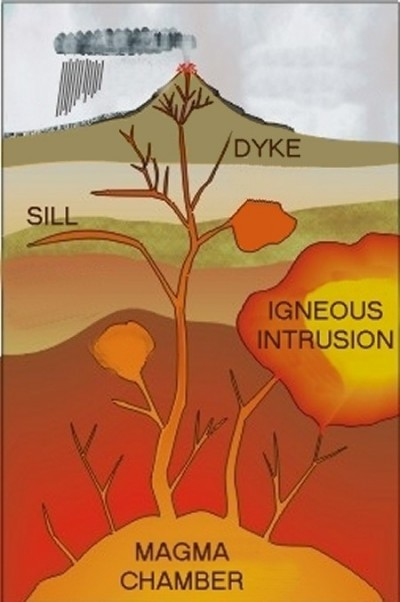 DYKE
SILL
IGNEOUS
INTRUSION
MAGMA
CHAMBER